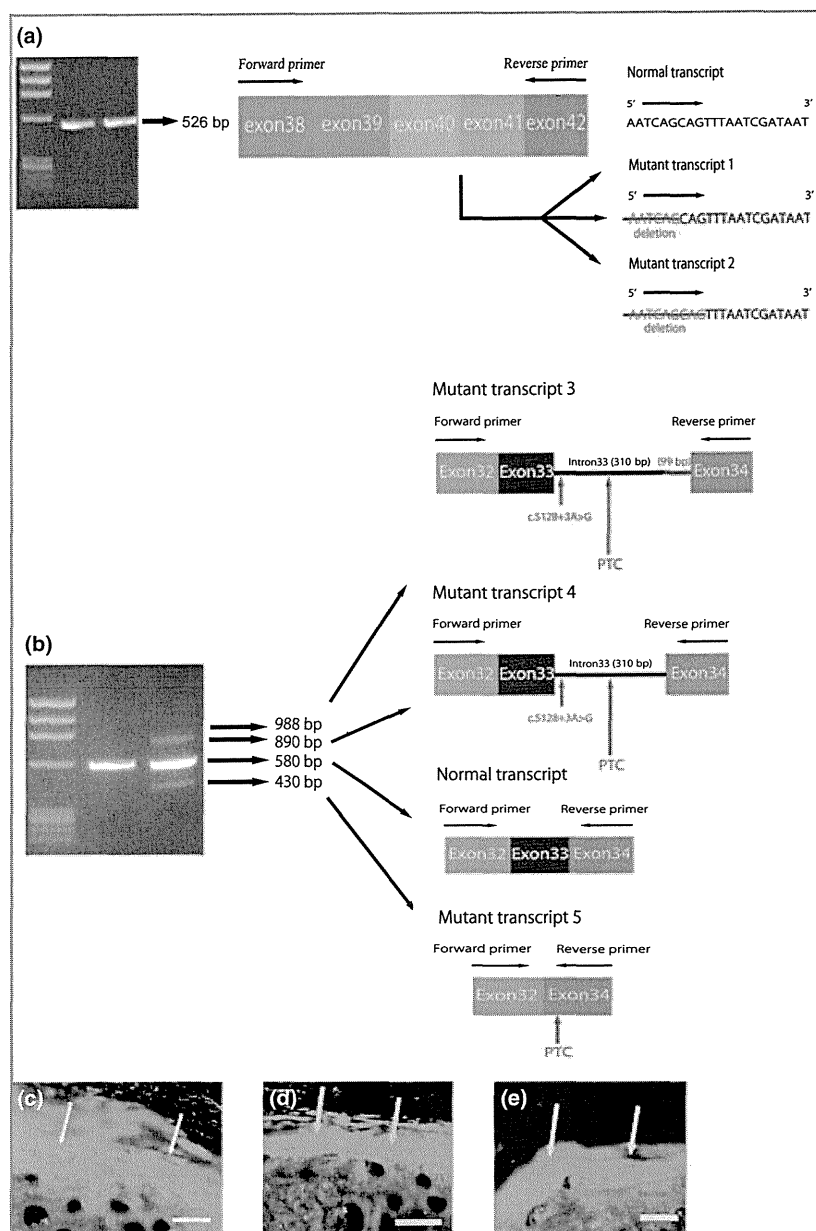 (a)
Forward primer
Reverse primer
526 bp
exon38
exon39
exon40
exon41
exon42
Normal transcript
5'
3'
AATCAGCAGTTTAATCGATAAT
Mutant transcript 1
5'
3'
AATCAGCAGTTTAATCGATAAT
deletion
Mutant transcript 2
5'
3'
AATCAGCAGTTTAATCGATAAT
deletion
Mutant transcript 3
Forward primer
Reverse primer
Exon32
Exon33
Intron33 (310 bp)
(99 bp)
Exon34
c5128+3A>G
PTC
Mutant transcript 4
Forward primer
Reverse primer
Exon32
Exon33
Intron33 (310 bp)
Exon34
c5128+3A>G
PTC
(b)
988 bp
890 bp
580 bp
430 bp
Normal transcript
Forward primer
Reverse primer
Exon32
Exon33
Exon34
Mutant transcript 5
Forward primer
Reverse primer
Exon32
Exon34
PTC
(c)
(d)
(e)